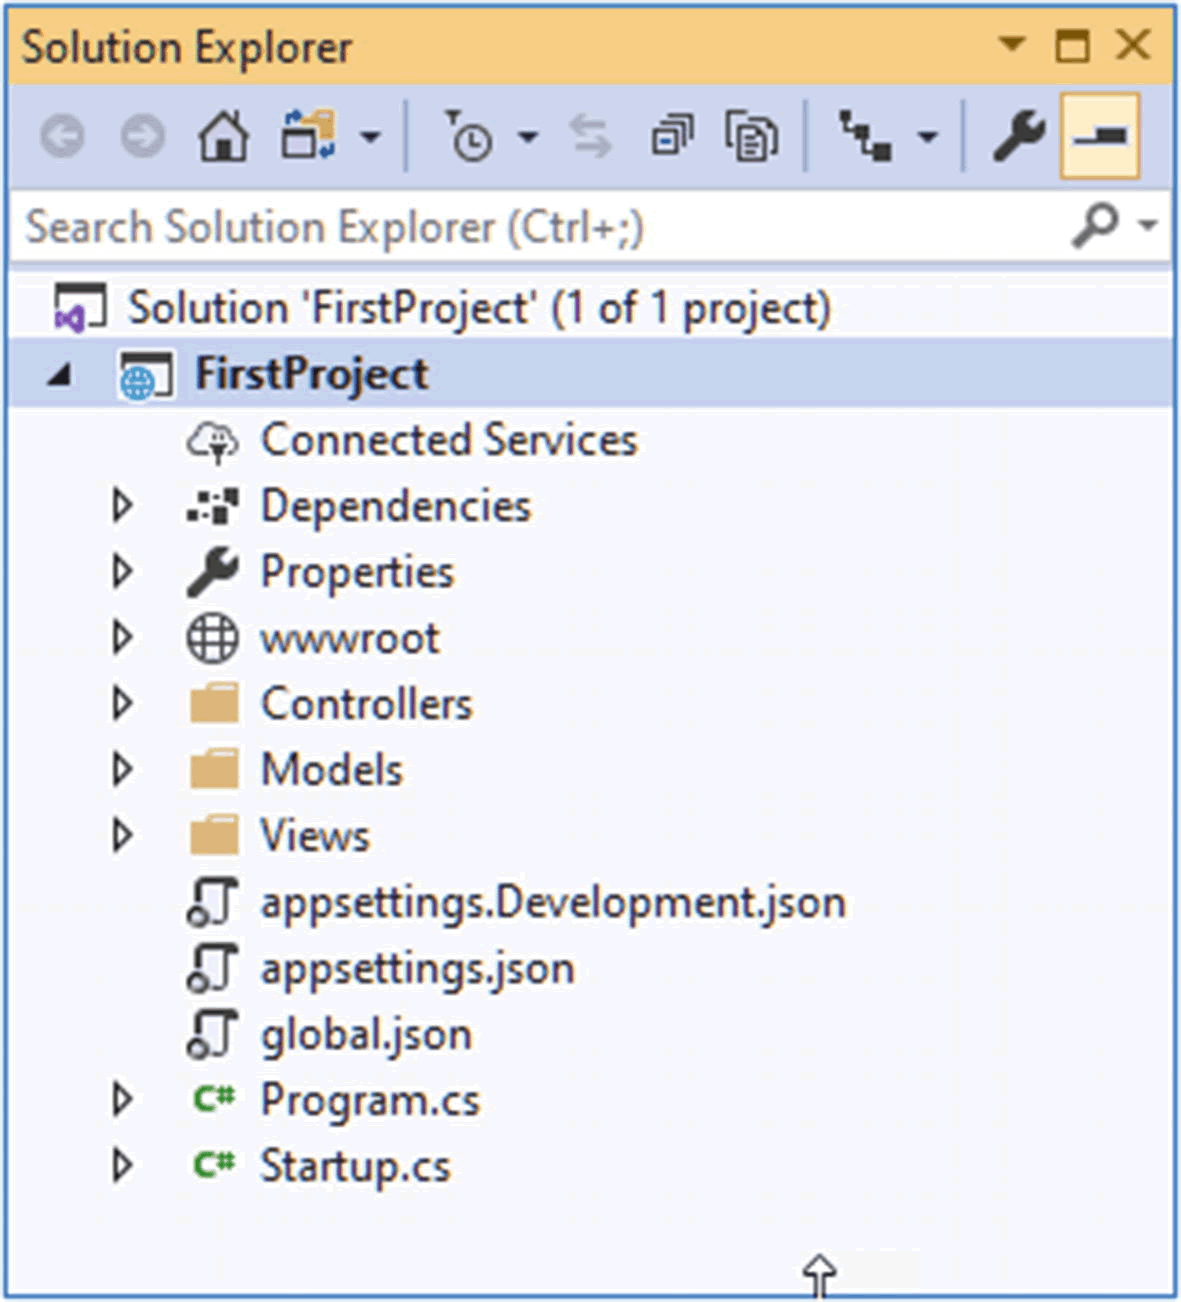 Solution Explorer
Search Solution Explorer (Ctrl+;)
Solution 'FirstProject' (1 of 1 project)
FirstProject
Connected Services
Dependencies
Properties
wwwroot
Controllers
Models
Views
appsettings.Development.json
appsettings.json
global.json
C# Program.cs
C# Startup.cs